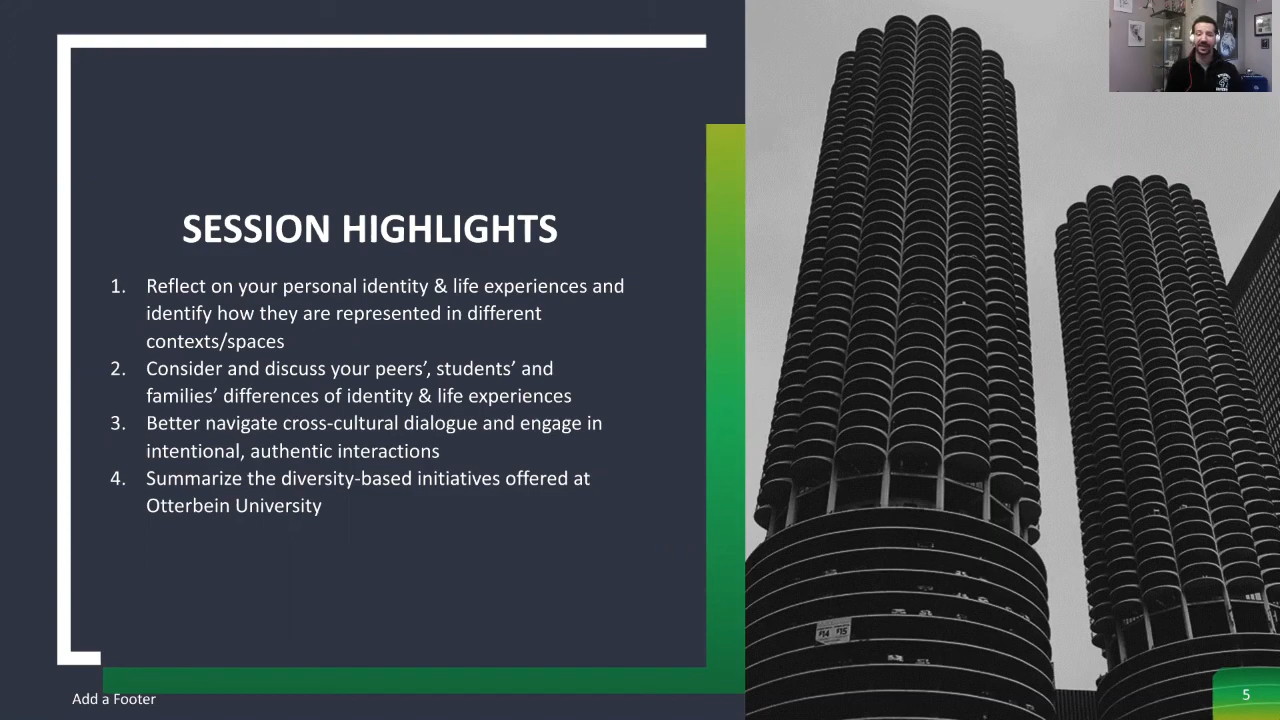 SESSION HIGHLIGHTS
1. Reflect on your personal identity & life experiences and
identify how they are represented in different
contexts/spaces
2. Consider and discuss your peers’, students’ and
families’ differences of identity & life experiences
3. Better navigate cross-cultural dialogue and engage in
intentional, authentic interactions
4. Summarize the diversity-based initiatives offered at
Otterbein University
Add a Footer
5